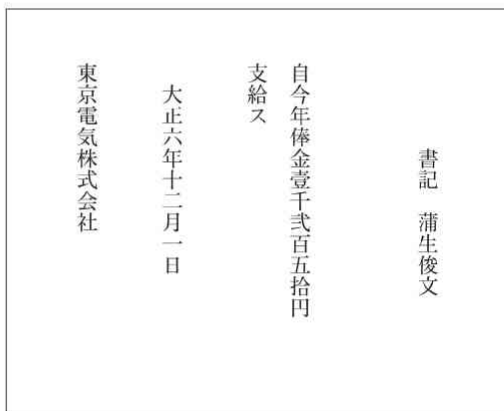 書記　蒲生俊文
自今年俸金壹千弐百五拾円
支給ス
大正六年十二月一日
東京電気株式会社